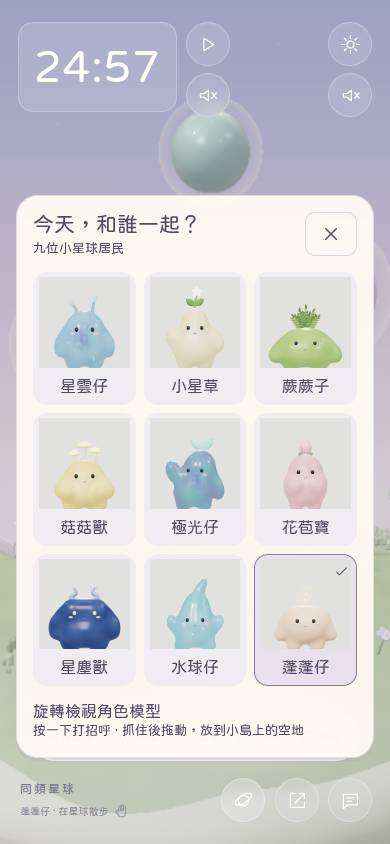 24:57
今天，和誰一起？
九位小星球居民
星雲仔
小星草
蕨蕨子
菇菇獸
極光仔
花苞寶
星塵獸
水球仔
蓬蓬仔
旋轉檢視角色模型
按一下打招呼 · 抓住後拖動，放到小島上的空地
同頻星球
蓬蓬仔 · 在星球散步